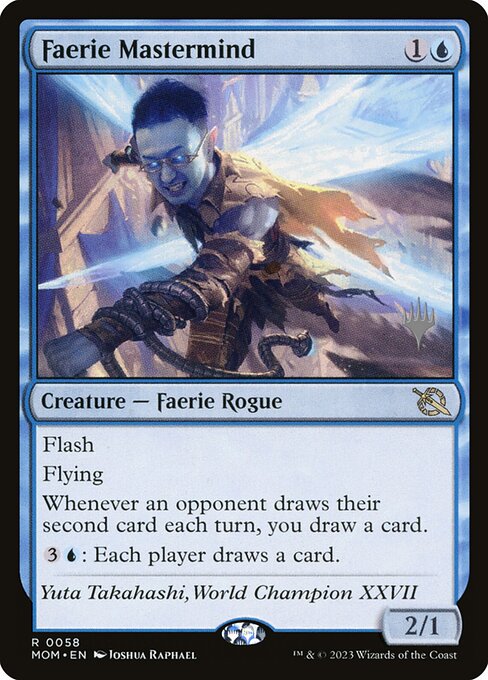 Faerie Mastermind 1
Creature — Faerie Rogue
Flash
Flying
Whenever an opponent draws their
second card each turn, you draw a card.
3 : Each player draws a card.
Yuta Takahashi, World Champion XXVII
2/1
R 0058
MOM • EN Joshua Raphael
™ & © 2023 Wizards of the Coast